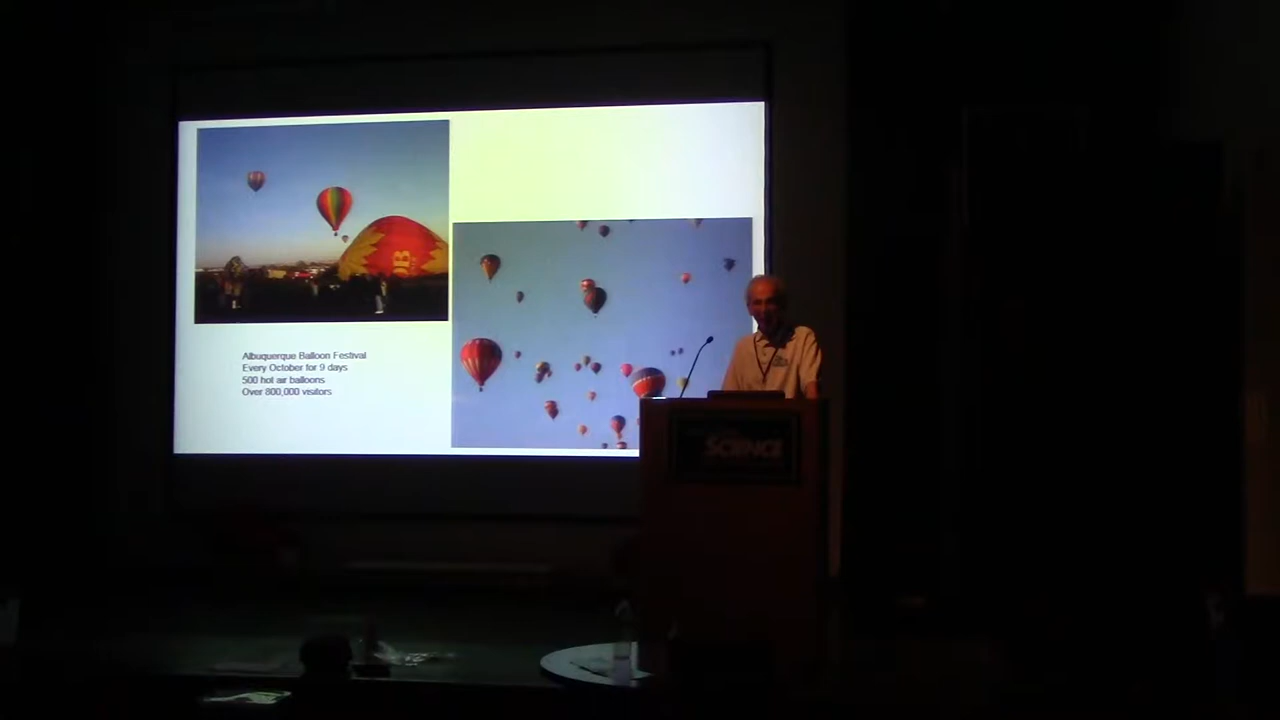 Albuquerque Balloon Festival
Every October for 9 days
500 hot air balloons
Over 800,000 visitors
SCIENCE